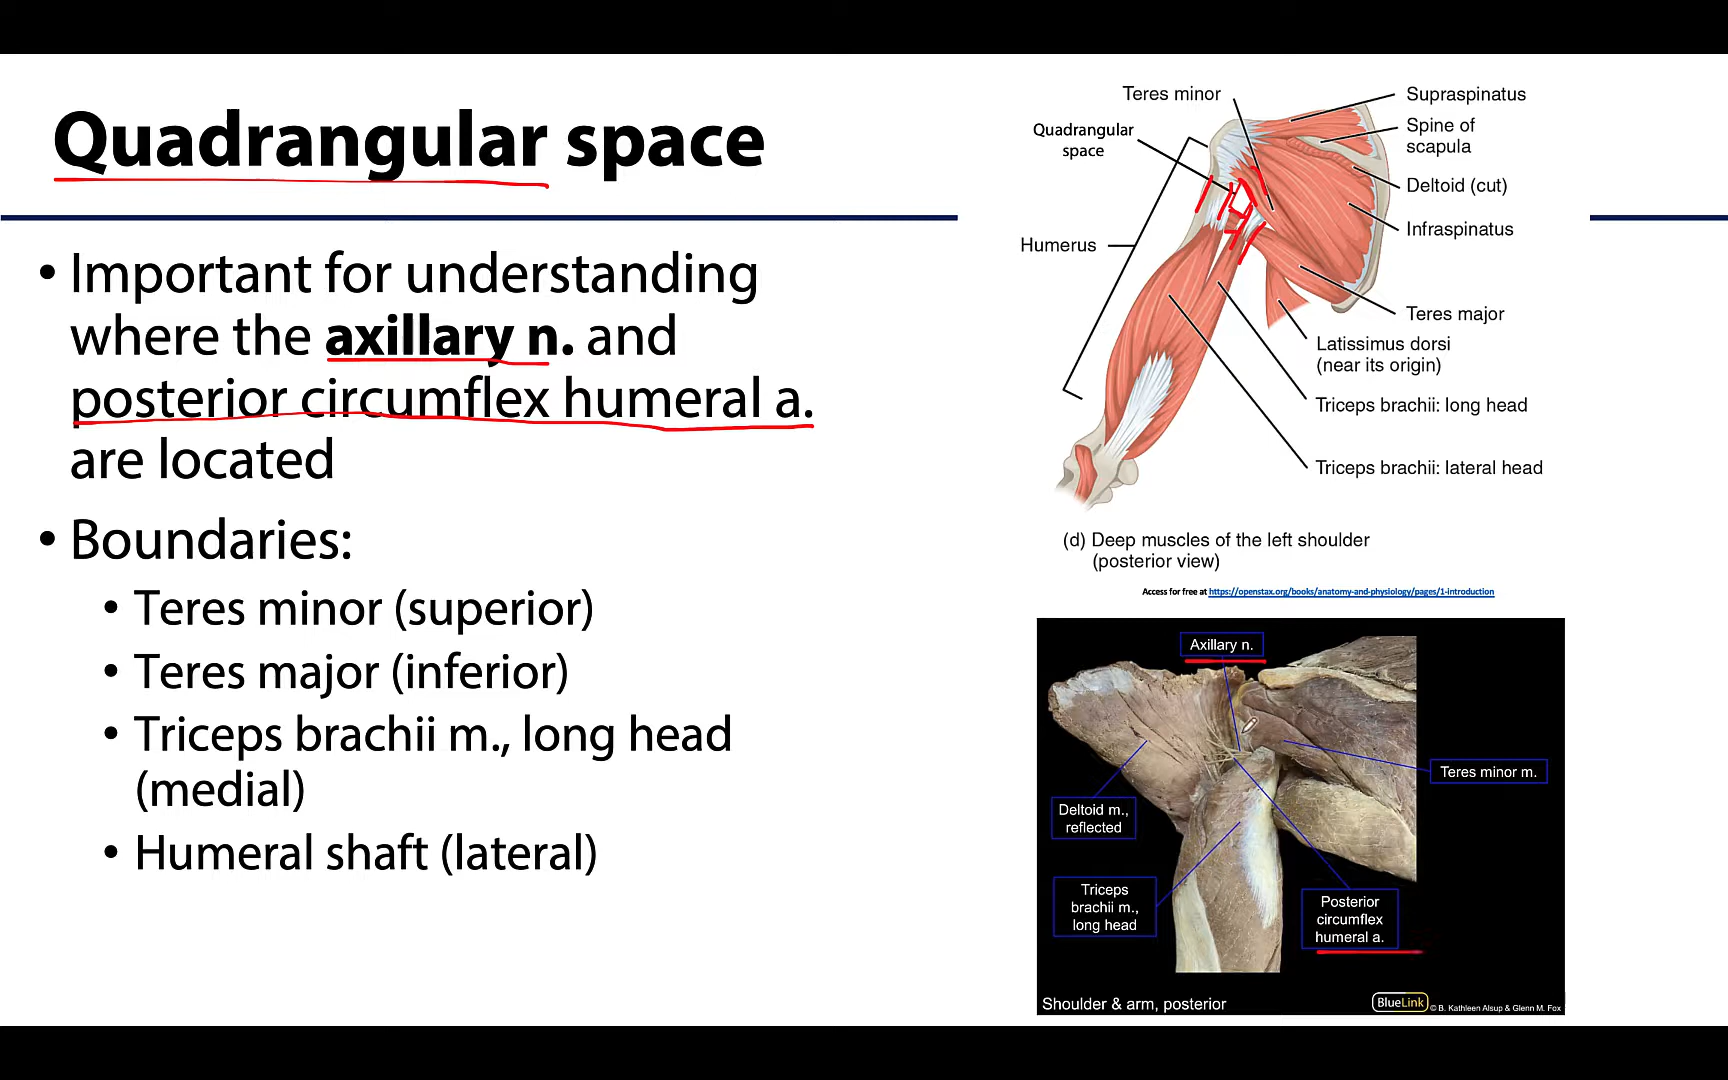 Quadrangular space
• Important for understanding
where the axillary n. and
posterior circumflex humeral a.
are located
• Boundaries:
• Teres minor (superior)
• Teres major (inferior)
• Triceps brachii m., long head
(medial)
• Humeral shaft (lateral)
Teres minor
Quadrangular
space
Humerus
Supraspinatus
Spine of
scapula
Deltoid (cut)
Infraspinatus
Teres major
Latissimus dorsi
(near its origin)
Triceps brachii: long head
Triceps brachii: lateral head
(d) Deep muscles of the left shoulder
(posterior view)
Access for free at https://openstax.org/books/anatomy-and-physiology/pages/1-introduction
Axillary n.
Teres minor m.
Deltoid m.,
reflected
Triceps
brachii m.,
long head
Posterior
circumflex
humeral a.
Shoulder & arm, posterior
BlueLink
© B. Kathleen Alsup & Glenn M. Fox